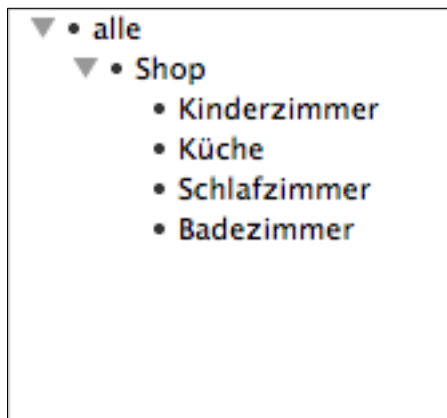 alle
Shop
Kinderzimmer
Küche
Schlafzimmer
Badezimmer